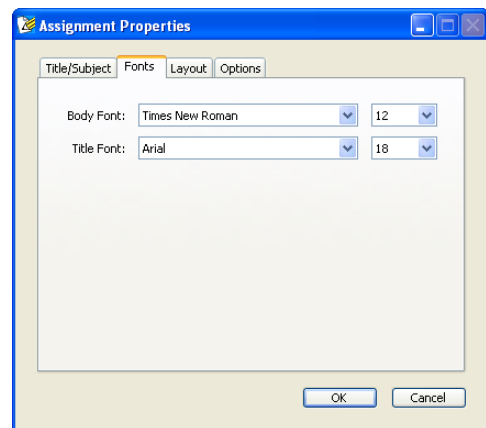 Assignment Properties
Title/Subject Fonts Layout Options
Body Font: Times New Roman 12
Title Font: Arial 18
OK Cancel